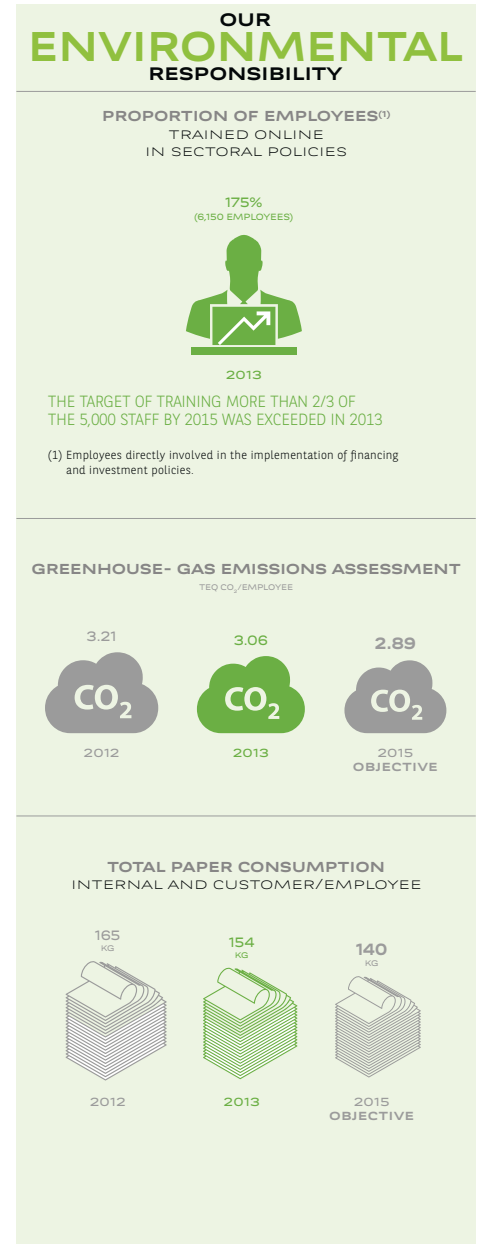 OUR
ENVIRONMENTAL
RESPONSIBILITY
PROPORTION OF EMPLOYEES(1)
TRAINED ONLINE
IN SECTORAL POLICIES
175%
(6,150 EMPLOYEES)
2013
THE TARGET OF TRAINING MORE THAN 2/3 OF
THE 5,000 STAFF BY 2015 WAS EXCEEDED IN 2013
(1) Employees directly involved in the implementation of financing
and investment policies.
GREENHOUSE- GAS EMISSIONS ASSESSMENT
TEQ CO2/EMPLOYEE
3.21 3.06 2.89
CO2 CO2 CO2
2012 2013 2015
OBJECTIVE
TOTAL PAPER CONSUMPTION
INTERNAL AND CUSTOMER/EMPLOYEE
165 154 140
KG KG KG
2012 2013 2015
OBJECTIVE